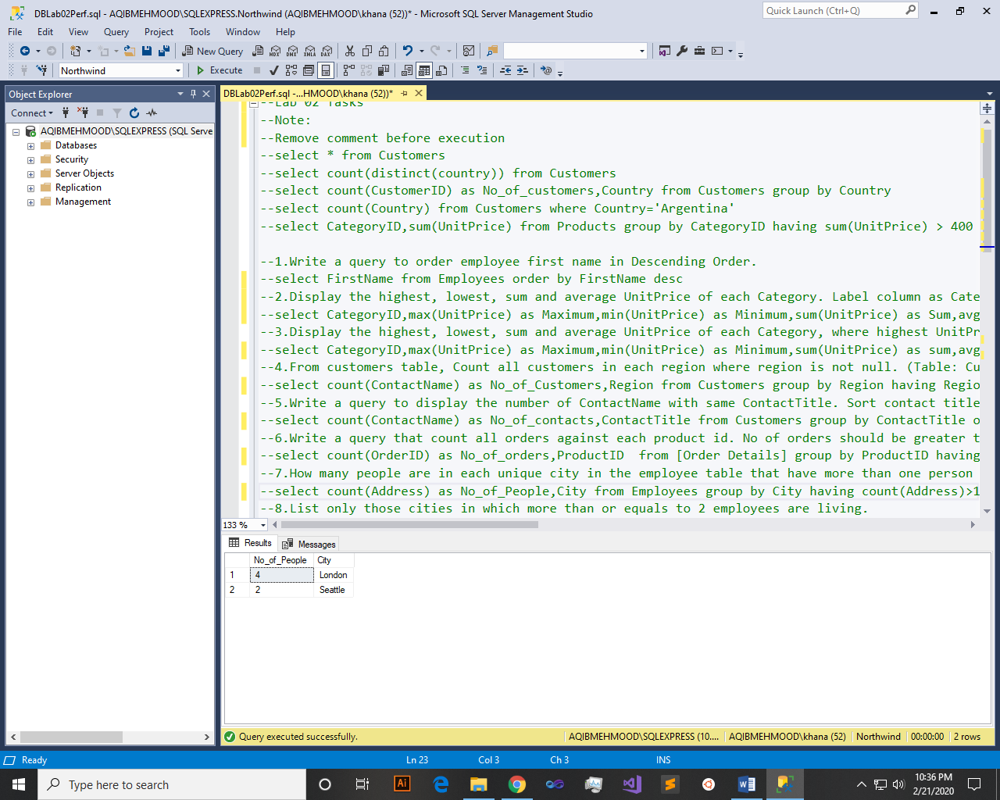 DBLab02Perf.sql - AQIBMEHMOOD\SQLEXPRESS.Northwind (AQIBMEHMOOD\khana (52))* - Microsoft SQL Server Management Studio
Quick Launch (Ctrl+Q)
File Edit View Query Project Tools Window Help
New Query
MDX DMX XMLA DAX
Northwind
Execute
Object Explorer
DBLab02Perf.sql -...HMOOD\khana (52))*
Connect
AQIBMEHMOOD\SQLEXPRESS (SQL Serve
Databases
Security
Server Objects
Replication
Management
--Lab 02 Tasks
--Note:
--Remove comment before execution
--select * from Customers
--select count(distinct(country)) from Customers
--select count(CustomerID) as No_of_customers,Country from Customers group by Country
--select count(Country) from Customers where Country='Argentina'
--select CategoryID,sum(UnitPrice) from Products group by CategoryID having sum(UnitPrice) > 400
--1.Write a query to order employee first name in Descending Order.
--select FirstName from Employees order by FirstName desc
--2.Display the highest, lowest, sum and average UnitPrice of each Category. Label column as Cate
--select CategoryID,max(UnitPrice) as Maximum,min(UnitPrice) as Minimum,sum(UnitPrice) as Sum,avg
--3.Display the highest, lowest, sum and average UnitPrice of each Category, where highest UnitPr
--select CategoryID,max(UnitPrice) as Maximum,min(UnitPrice) as Minimum,sum(UnitPrice) as sum,avg
--4.From customers table, Count all customers in each region where region is not null. (Table: Cu
--select count(ContactName) as No_of_Customers,Region from Customers group by Region having Regio
--5.Write a query to display the number of ContactName with same ContactTitle. Sort contact title
--select count(ContactName) as No_of_contacts,ContactTitle from Customers group by ContactTitle o
--6.Write a query that count all orders against each product id. No of orders should be greater t
--select count(OrderID) as No_of_orders,ProductID  from [Order Details] group by ProductID having
--7.How many people are in each unique city in the employee table that have more than one person
--select count(Address) as No_of_People,City from Employees group by City having count(Address)>1
--8.List only those cities in which more than or equals to 2 employees are living.
133 %
Results Messages
No_of_People City
1 4 London
2 2 Seattle
Query executed successfully. AQIBMEHMOOD\SQLEXPRESS (10.... AQIBMEHMOOD\khana (52) Northwind 00:00:00 2 rows
Ready Ln 23 Col 3 Ch 3 INS
Type here to search
Ai
10:36 PM
2/21/2020